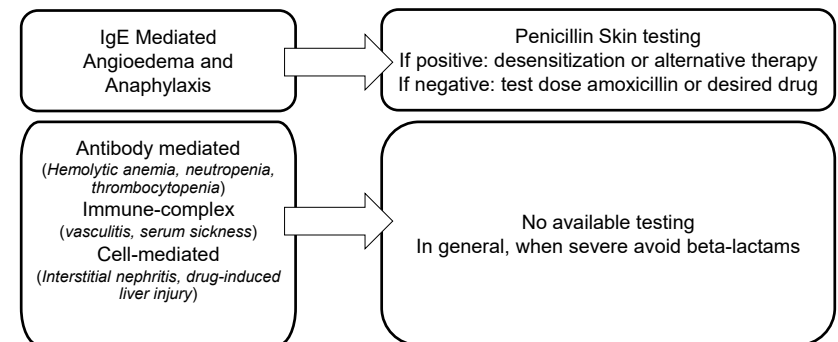 IgE Mediated
Angioedema and
Anaphylaxis
Penicillin Skin testing
If positive: desensitization or alternative therapy
If negative: test dose amoxicillin or desired drug
Antibody mediated
(Hemolytic anemia, neutropenia,
thrombocytopenia)
Immune-complex
(vasculitis, serum sickness)
Cell-mediated
(Interstitial nephritis, drug-induced
liver injury)
No available testing
In general, when severe avoid beta-lactams